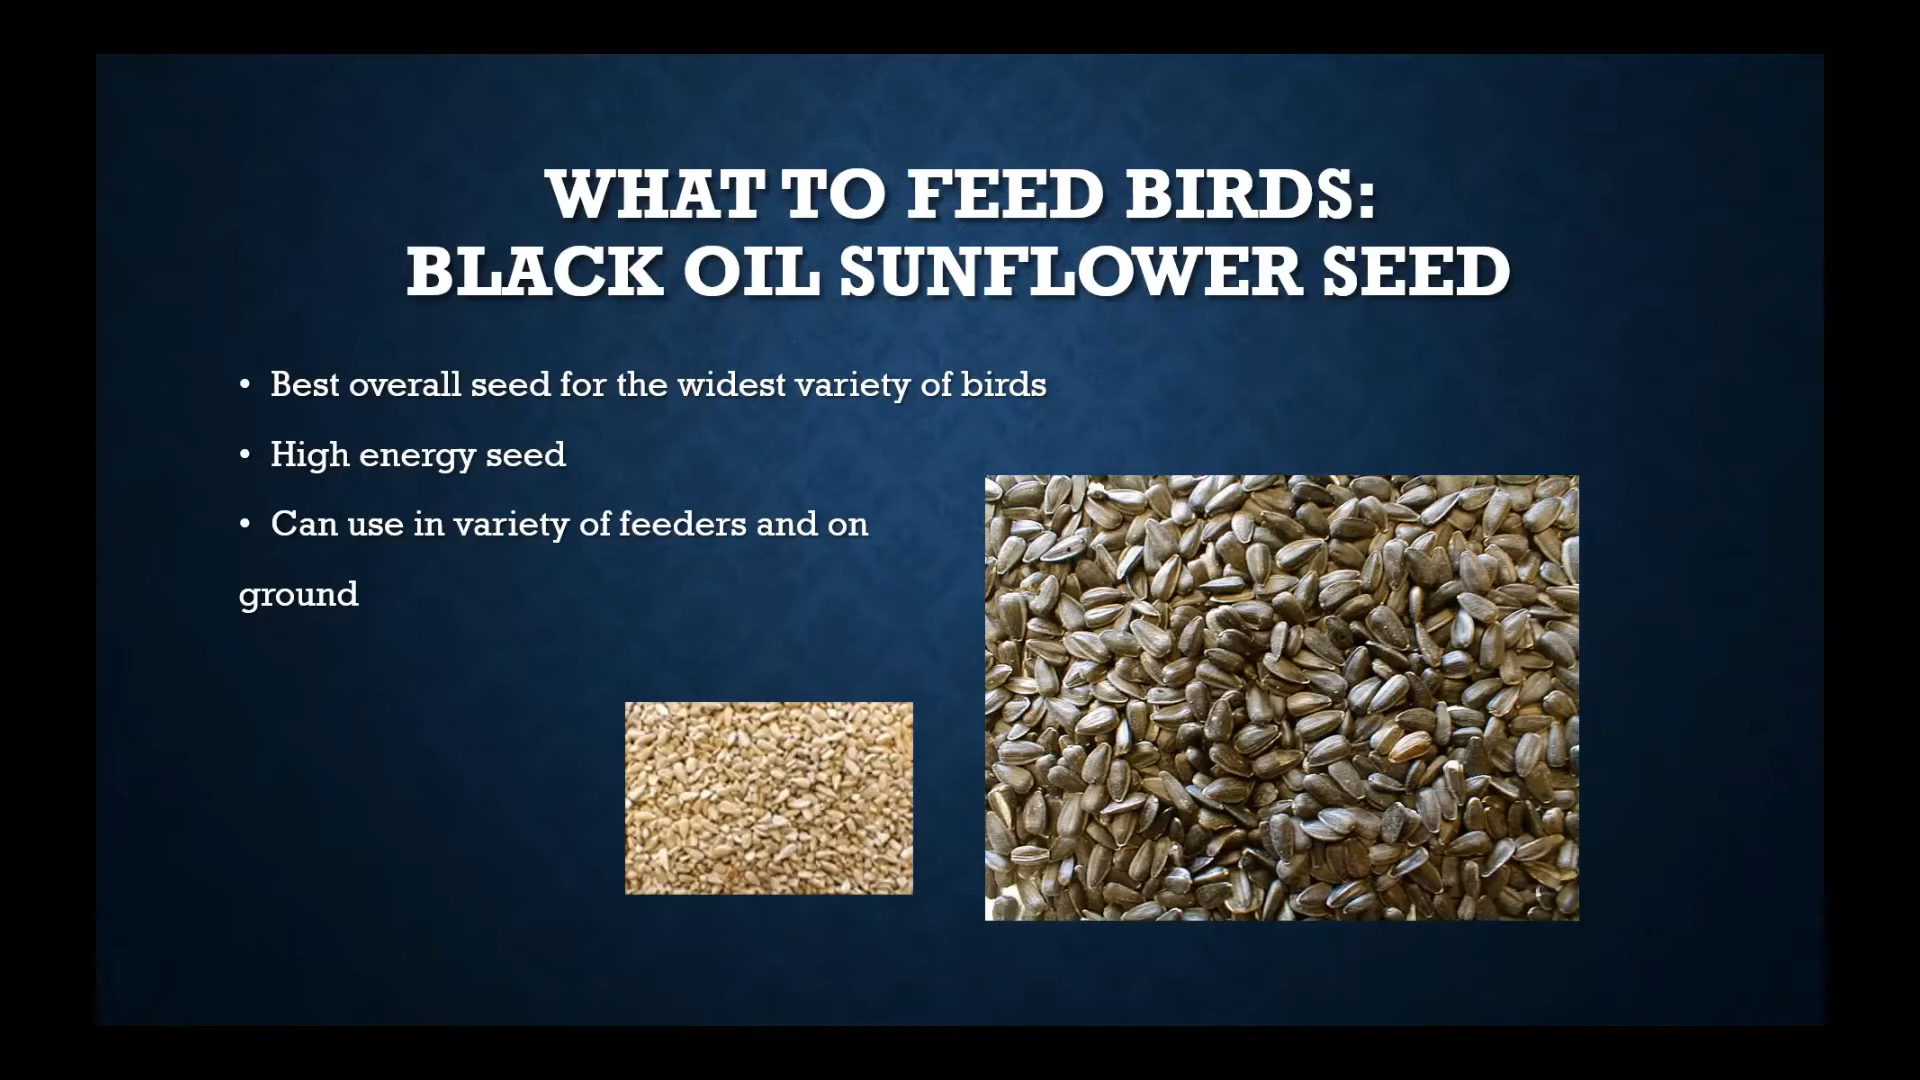 WHAT TO FEED BIRDS:
BLACK OIL SUNFLOWER SEED
• Best overall seed for the widest variety of birds
• High energy seed
• Can use in variety of feeders and on
ground